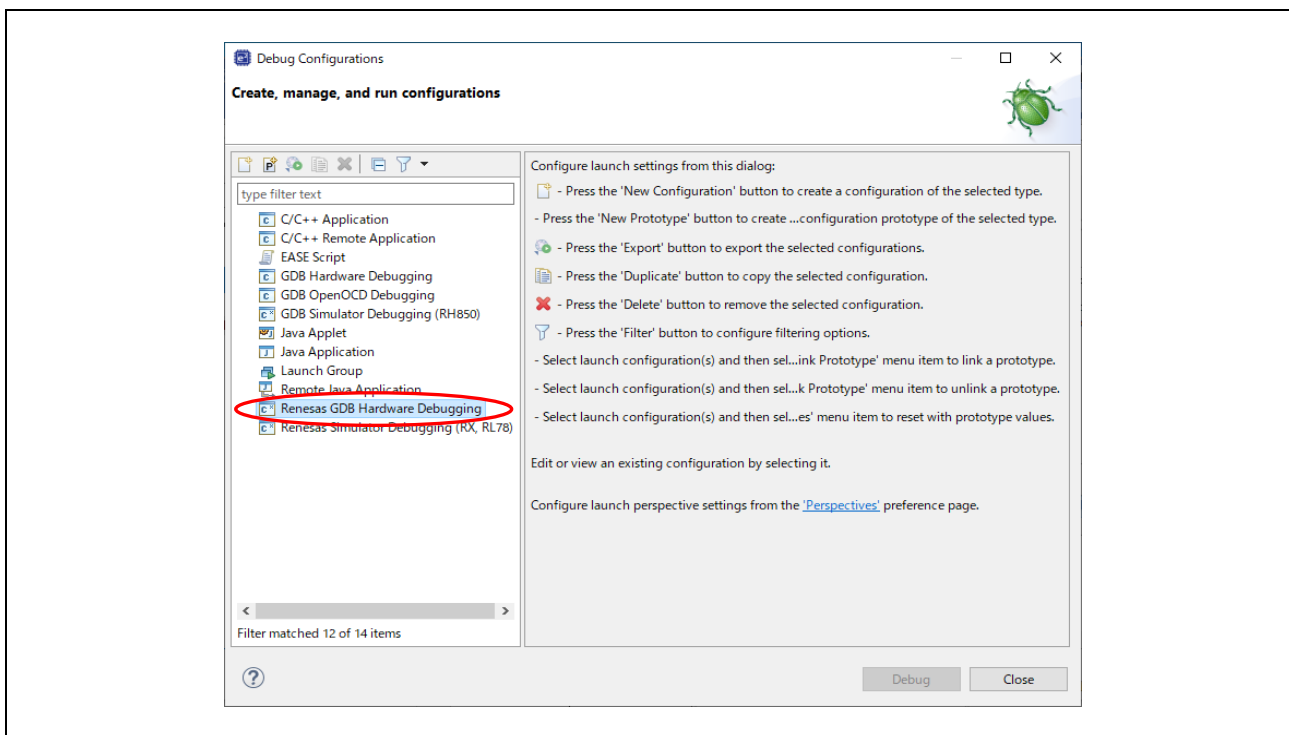 Debug Configurations
Create, manage, and run configurations
type filter text
C/C++ Application
C/C++ Remote Application
EASE Script
GDB Hardware Debugging
GDB OpenOCD Debugging
GDB Simulator Debugging (RH850)
Java Applet
Java Application
Launch Group
Remote Java Application
Renesas GDB Hardware Debugging
Renesas Simulator Debugging (RX, RL78)
Filter matched 12 of 14 items
Configure launch settings from this dialog:
- Press the 'New Configuration' button to create a configuration of the selected type.
- Press the 'New Prototype' button to create ...configuration prototype of the selected type.
- Press the 'Export' button to export the selected configurations.
- Press the 'Duplicate' button to copy the selected configuration.
- Press the 'Delete' button to remove the selected configuration.
- Press the 'Filter' button to configure filtering options.
- Select launch configuration(s) and then sel...ink Prototype' menu item to link a prototype.
- Select launch configuration(s) and then sel...k Prototype' menu item to unlink a prototype.
- Select launch configuration(s) and then sel...es' menu item to reset with prototype values.
Edit or view an existing configuration by selecting it.
Configure launch perspective settings from the 'Perspectives' preference page.
Debug
Close